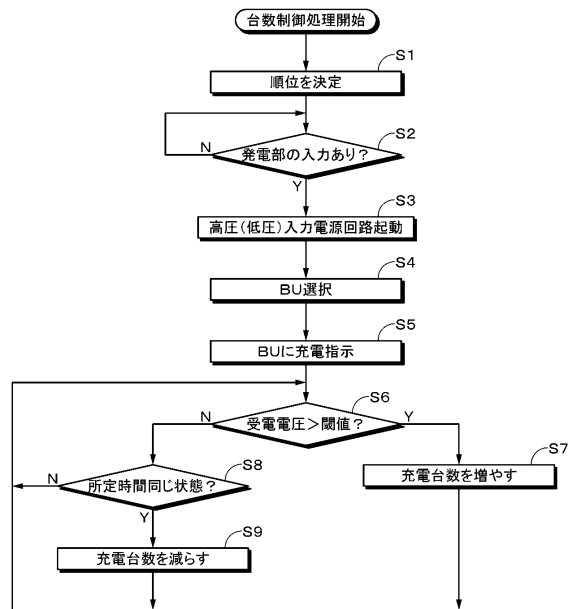 台数制御処理開始
S1
順位を決定
S2
発電部の入力あり?
N
Y
S3
高圧(低圧)入力電源回路起動
S4
BU選択
S5
BUに充電指示
S6
受電電圧>閾値?
N
Y
S7
充電台数を増やす
S8
所定時間同じ状態?
N
Y
S9
充電台数を減らす